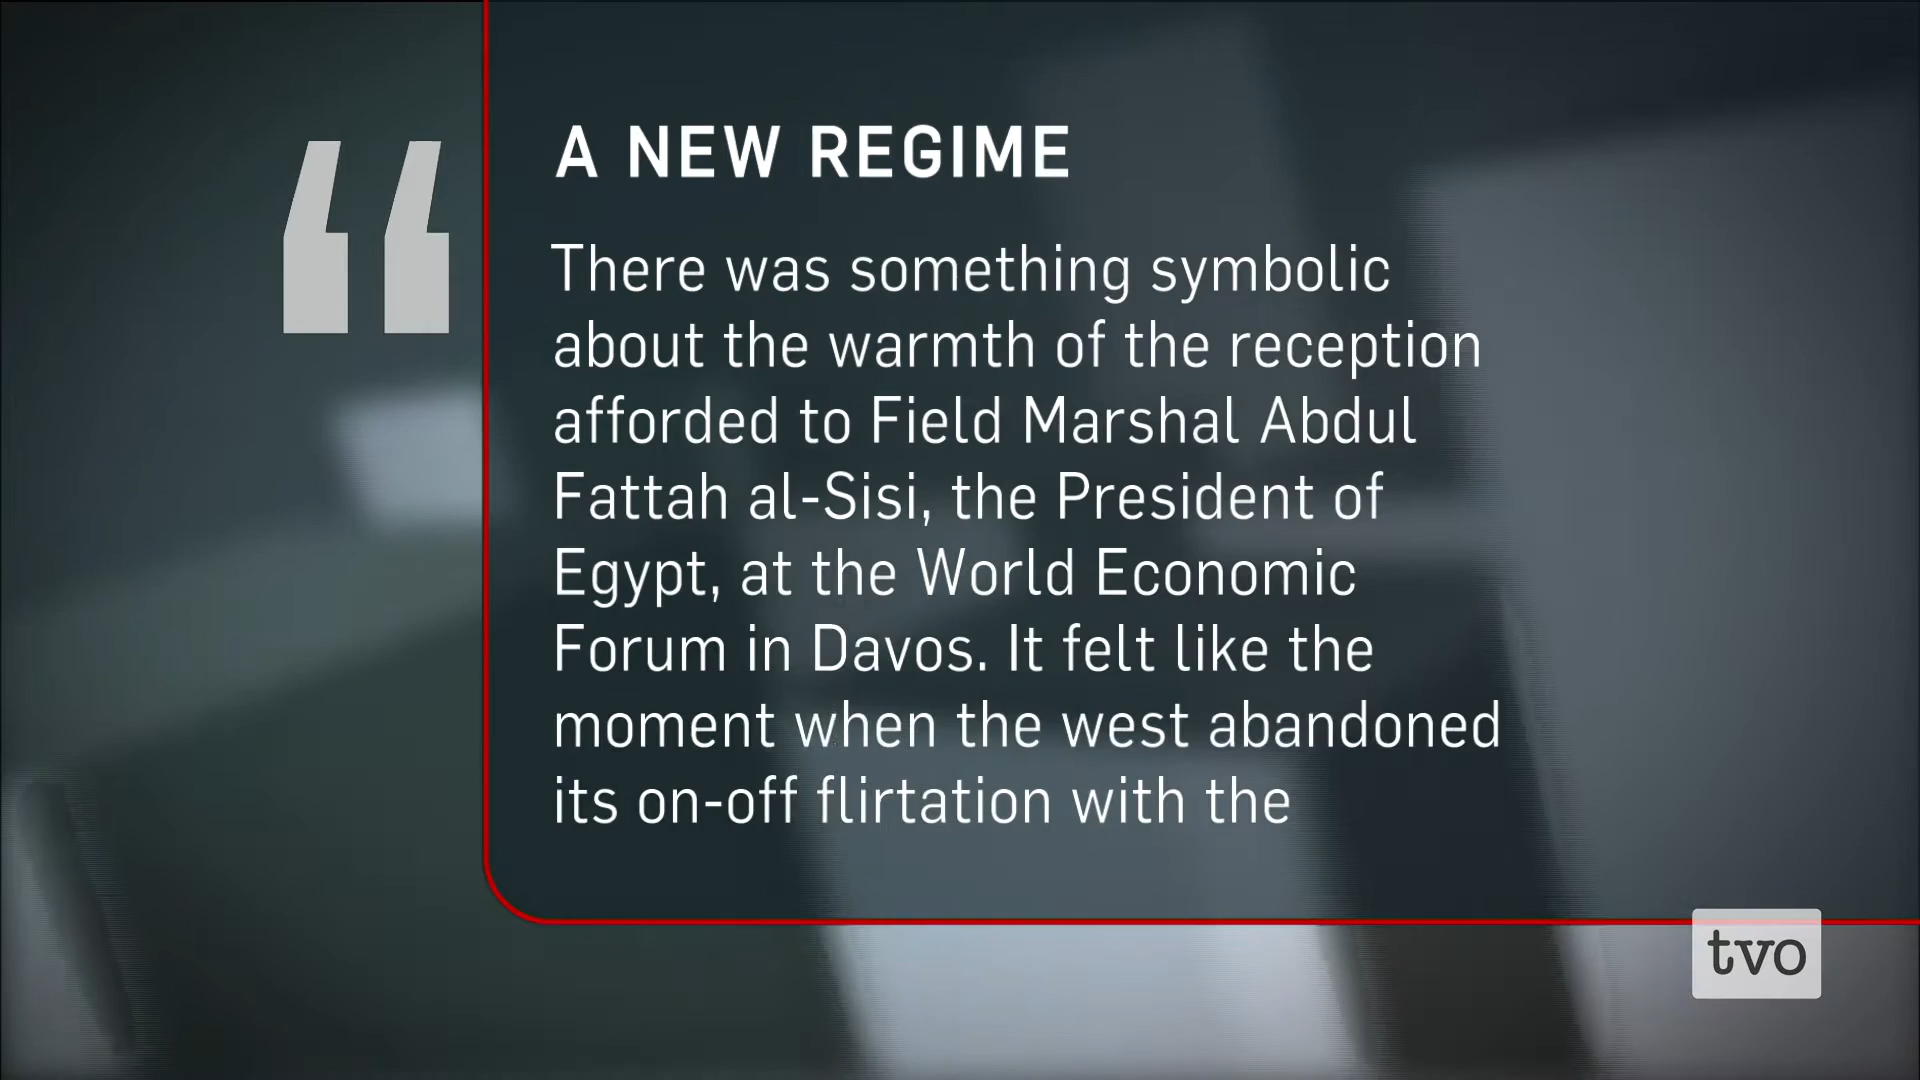 “
A NEW REGIME
There was something symbolic
about the warmth of the reception
afforded to Field Marshal Abdul
Fattah al-Sisi, the President of
Egypt, at the World Economic
Forum in Davos. It felt like the
moment when the west abandoned
its on-off flirtation with the
tvo